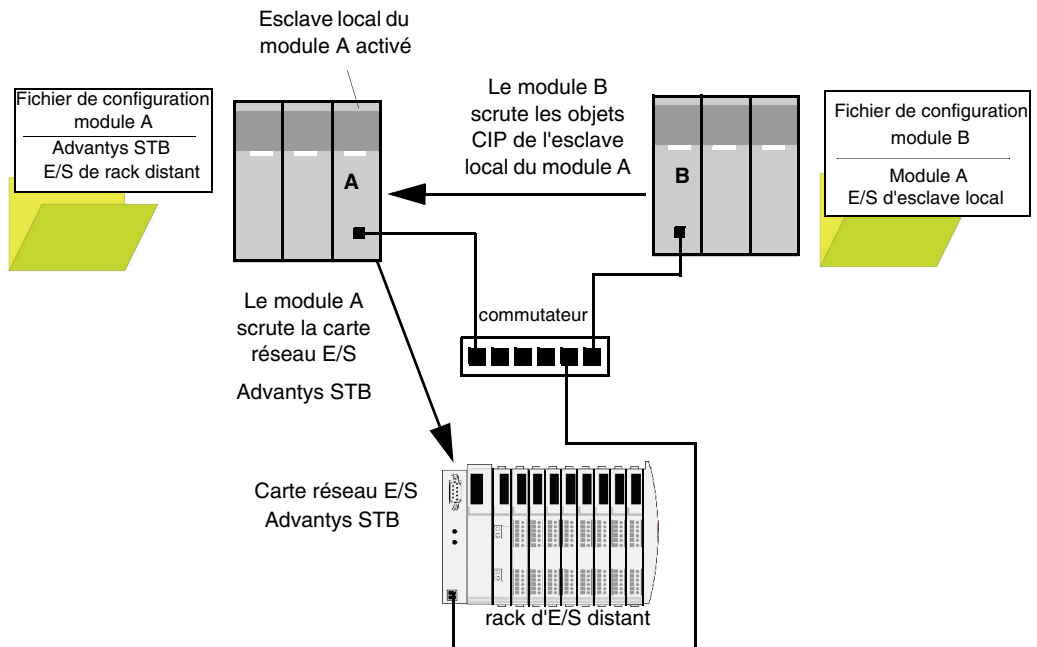 Esclave local du
module A activé
Fichier de configuration
module A
Advantys STB
E/S de rack distant
Le module B
scrute les objets
CIP de l'esclave
local du module A
Fichier de configuration
module B
Module A
E/S d'esclave local
A
B
Le module A
scrute la carte
réseau E/S
Advantys STB
commutateur
Carte réseau E/S
Advantys STB
rack d'E/S distant